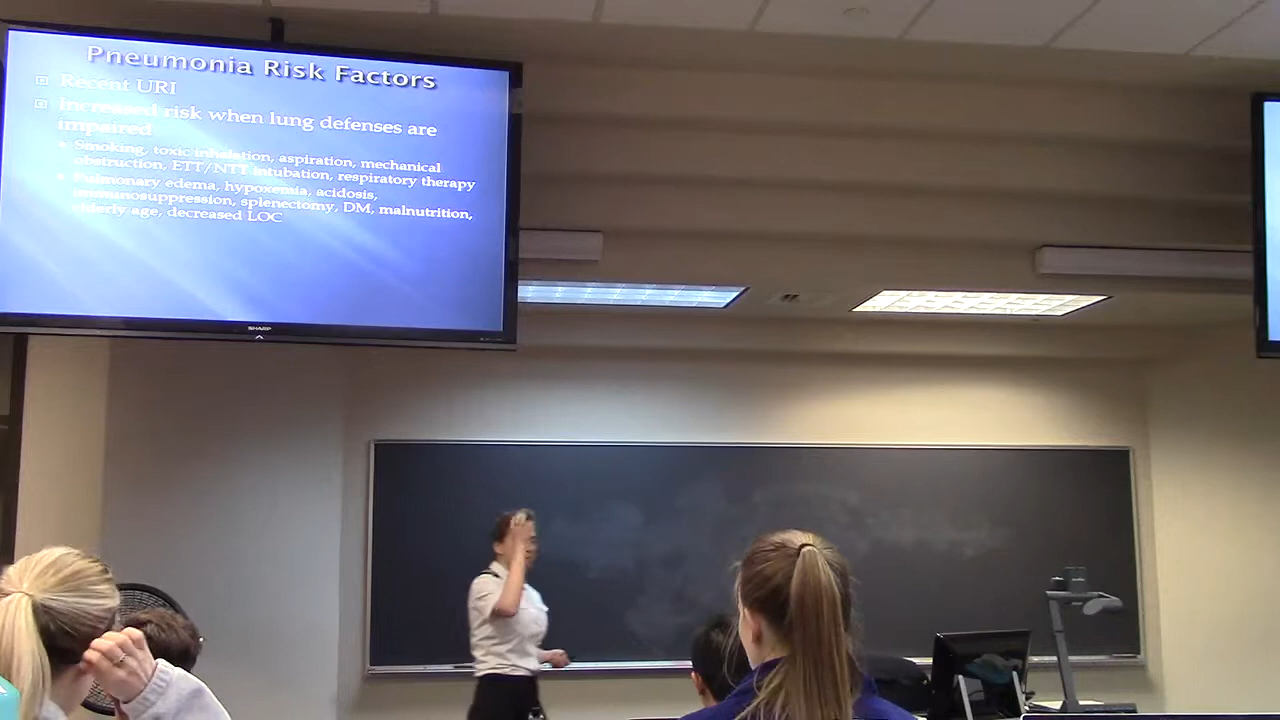 Pneumonia Risk Factors
Recent URI
Increased risk when lung defenses are
impaired
Smoking, toxic inhalation, aspiration, mechanical
obstruction, ETT/NTT intubation, respiratory therapy
Pulmonary edema, hypoxemia, acidosis,
immunosuppression, splenectomy, DM, malnutrition,
elderly age, decreased LOC
SHARP